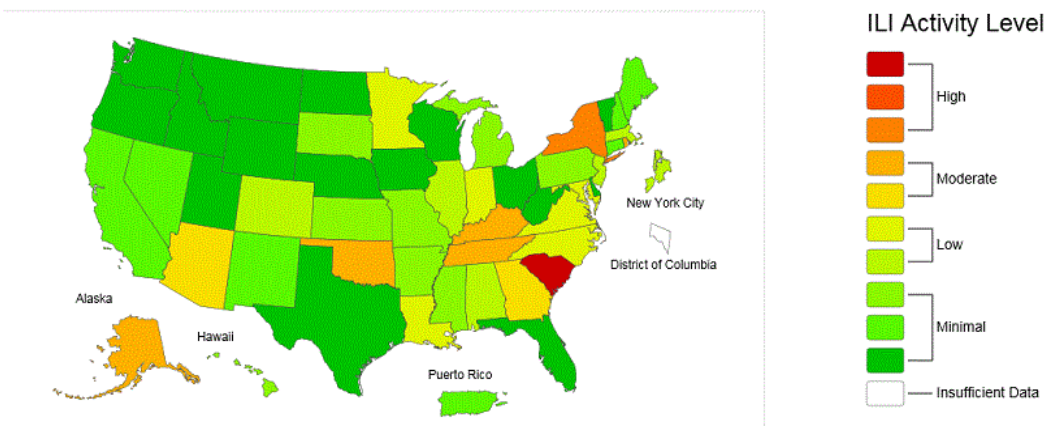 ILI Activity Level
High
Moderate
Low
Minimal
Insufficient Data
New York City
District of Columbia
Alaska
Hawaii
Puerto Rico